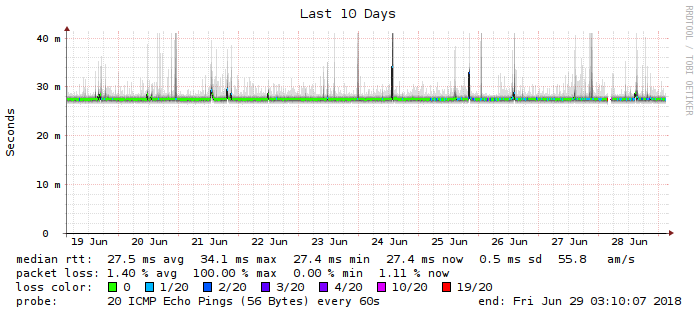 Last 10 Days
RRDTOOL / TOBI OETIKER
Seconds
40 m
30 m
20 m
10 m
0
19 Jun 20 Jun 21 Jun 22 Jun 23 Jun 24 Jun 25 Jun 26 Jun 27 Jun 28 Jun
median rtt: 27.5 ms avg 34.1 ms max 27.4 ms min 27.4 ms now 0.5 ms sd 55.8 am/s
packet loss: 1.40 % avg 100.00 % max 0.00 % min 1.11 % now
loss color: 0 1/20 2/20 3/20 4/20 10/20 19/20
probe: 20 ICMP Echo Pings (56 Bytes) every 60s end: Fri Jun 29 03:10:07 2018